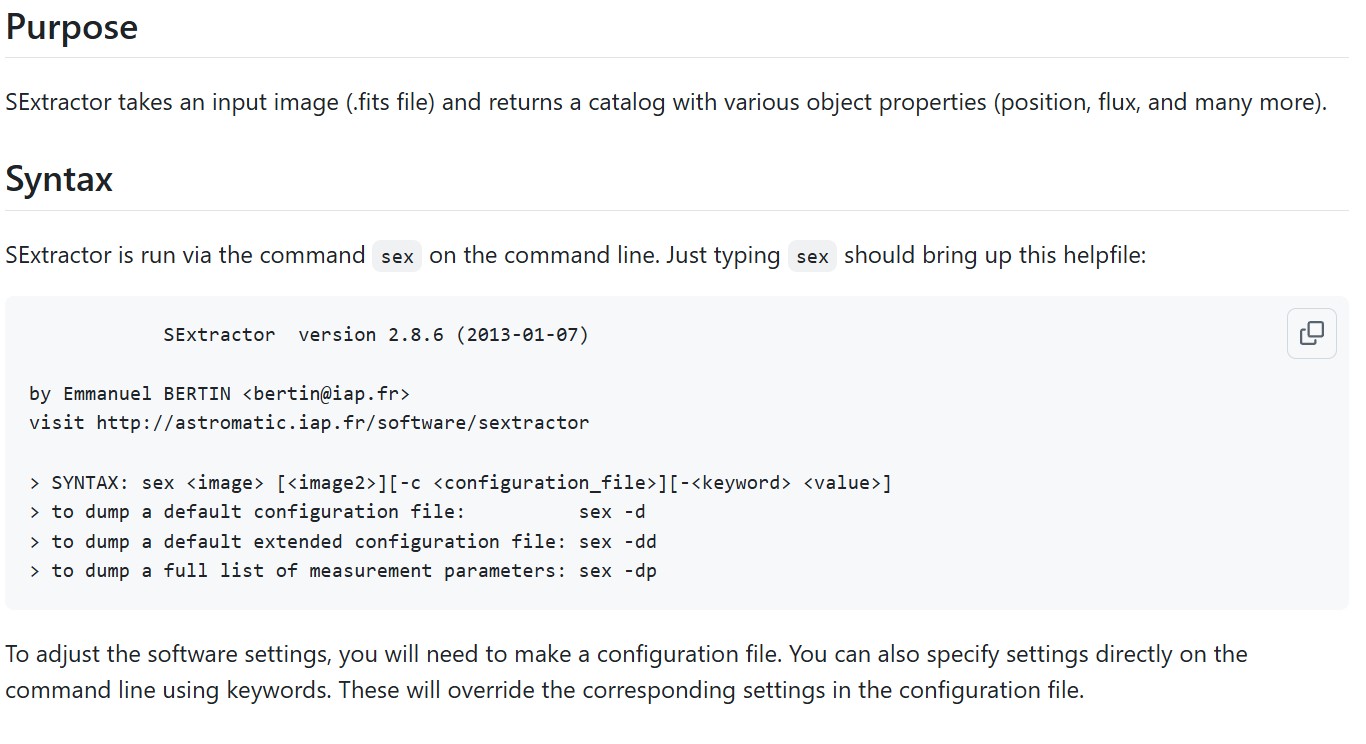 Purpose
SExtractor takes an input image (.fits file) and returns a catalog with various object properties (position, flux, and many more).
Syntax
SExtractor is run via the command sex on the command line. Just typing sex should bring up this helpfile:
SExtractor  version 2.8.6 (2013-01-07)
by Emmanuel BERTIN <bertin@iap.fr>
visit http://astromatic.iap.fr/software/sextractor
> SYNTAX: sex <image> [<image2>][-c <configuration_file>][-<keyword> <value>]
> to dump a default configuration file:          sex -d
> to dump a default extended configuration file: sex -dd
> to dump a full list of measurement parameters: sex -dp
To adjust the software settings, you will need to make a configuration file. You can also specify settings directly on the
command line using keywords. These will override the corresponding settings in the configuration file.